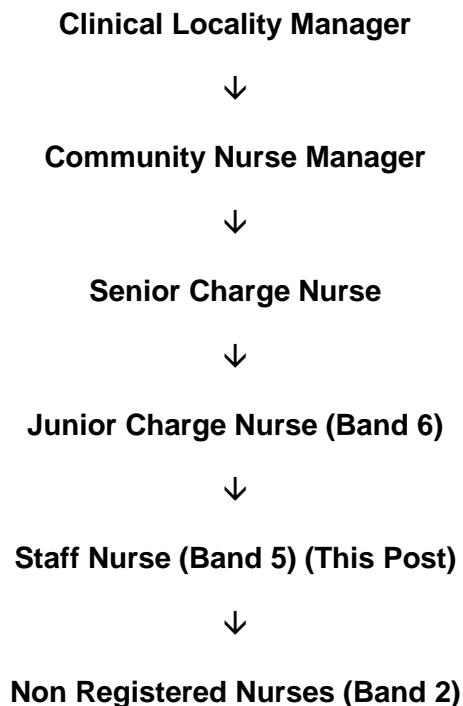 Clinical Locality Manager
↓
Community Nurse Manager
↓
Senior Charge Nurse
↓
Junior Charge Nurse (Band 6)
↓
Staff Nurse (Band 5) (This Post)
↓
Non Registered Nurses (Band 2)